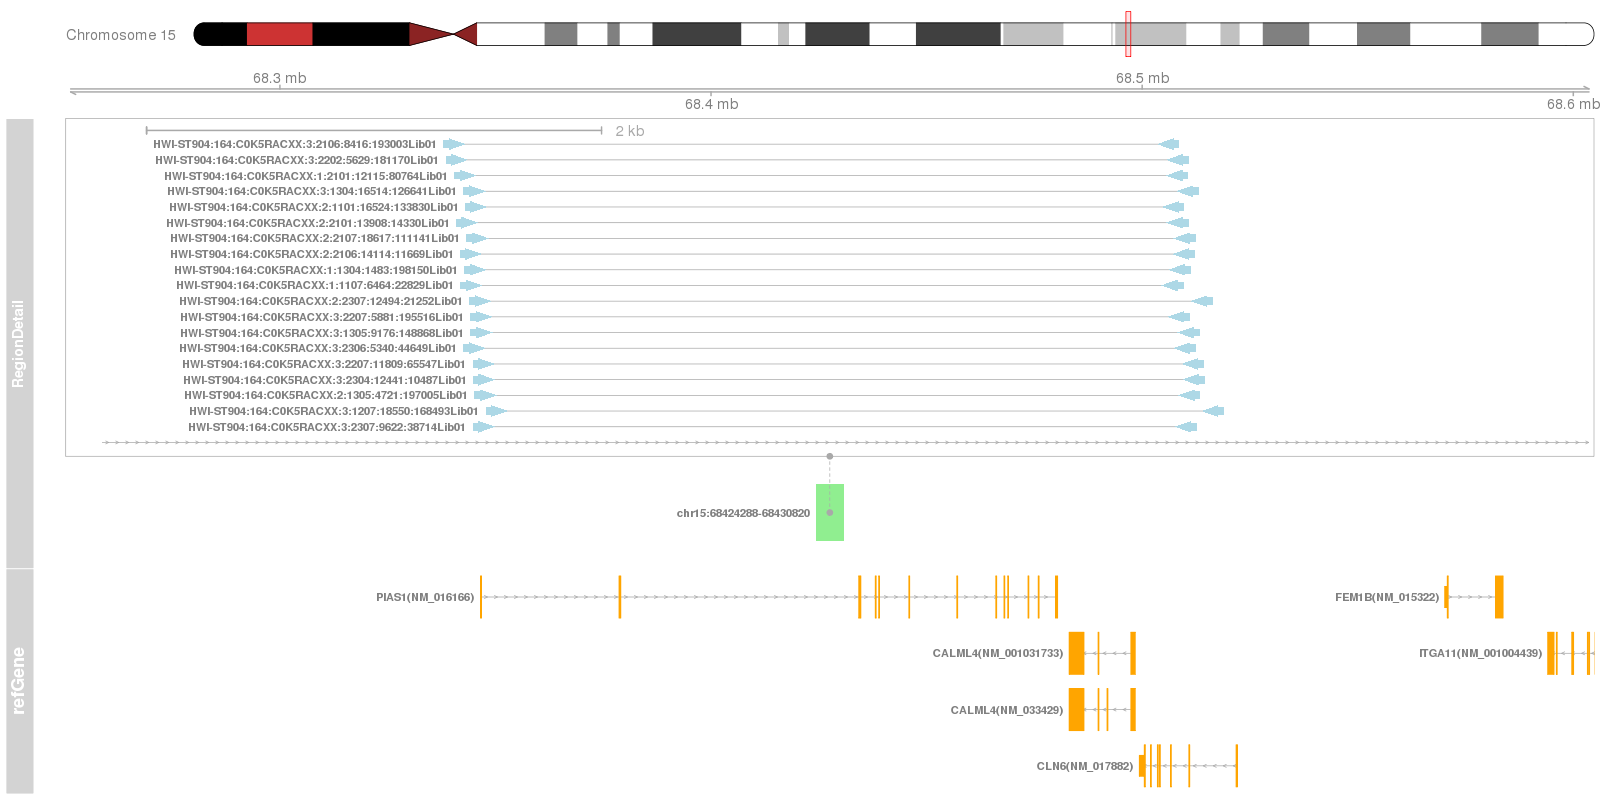 Chromosome 15
68.3 mb
68.5 mb
68.4 mb
68.6 mb
RegionDetail
2 kb
HWI-ST904:164:C0K5RACXX:3:2106:8416:193003Lib01
HWI-ST904:164:C0K5RACXX:3:2202:5629:181170Lib01
HWI-ST904:164:C0K5RACXX:1:2101:12115:80764Lib01
HWI-ST904:164:C0K5RACXX:3:1304:16514:126641Lib01
HWI-ST904:164:C0K5RACXX:2:1101:16524:133830Lib01
HWI-ST904:164:C0K5RACXX:2:2101:13908:14330Lib01
HWI-ST904:164:C0K5RACXX:2:2107:18617:111141Lib01
HWI-ST904:164:C0K5RACXX:2:2106:14114:11669Lib01
HWI-ST904:164:C0K5RACXX:1:1304:1483:198150Lib01
HWI-ST904:164:C0K5RACXX:1:1107:6464:22829Lib01
HWI-ST904:164:C0K5RACXX:2:2307:12494:21252Lib01
HWI-ST904:164:C0K5RACXX:3:2207:5881:195516Lib01
HWI-ST904:164:C0K5RACXX:3:1305:9176:148868Lib01
HWI-ST904:164:C0K5RACXX:3:2306:5340:44649Lib01
HWI-ST904:164:C0K5RACXX:3:2207:11809:65547Lib01
HWI-ST904:164:C0K5RACXX:3:2304:12441:10487Lib01
HWI-ST904:164:C0K5RACXX:2:1305:4721:197005Lib01
HWI-ST904:164:C0K5RACXX:3:1207:18550:168493Lib01
HWI-ST904:164:C0K5RACXX:3:2307:9622:38714Lib01
chr15:68424288-68430820
refGene
PIAS1(NM_016166)
FEM1B(NM_015322)
CALML4(NM_001031733)
ITGA11(NM_001004439)
CALML4(NM_033429)
CLN6(NM_017882)